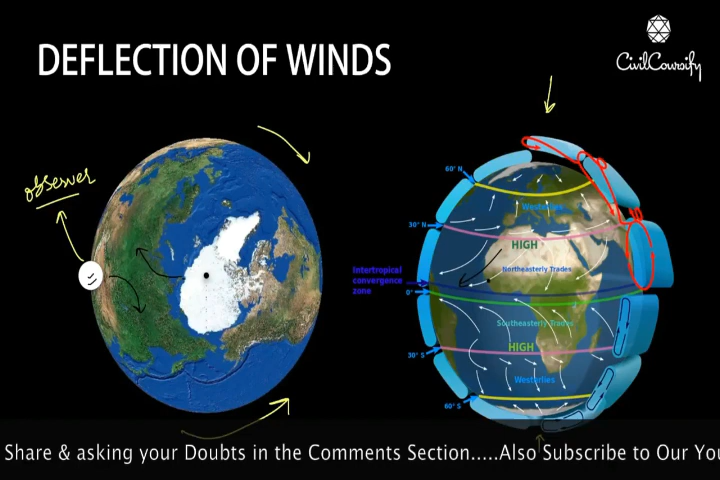 DEFLECTION OF WINDS
CivilCoursify
observer
60° N
Westerlies
30° N
HIGH
Northeasterly Trades
Intertropical
convergence
zone
0°
Southeasterly Trades
30° S
HIGH
Westerlies
60° S
Share & asking your Doubts in the Comments Section.....Also Subscribe to Our You